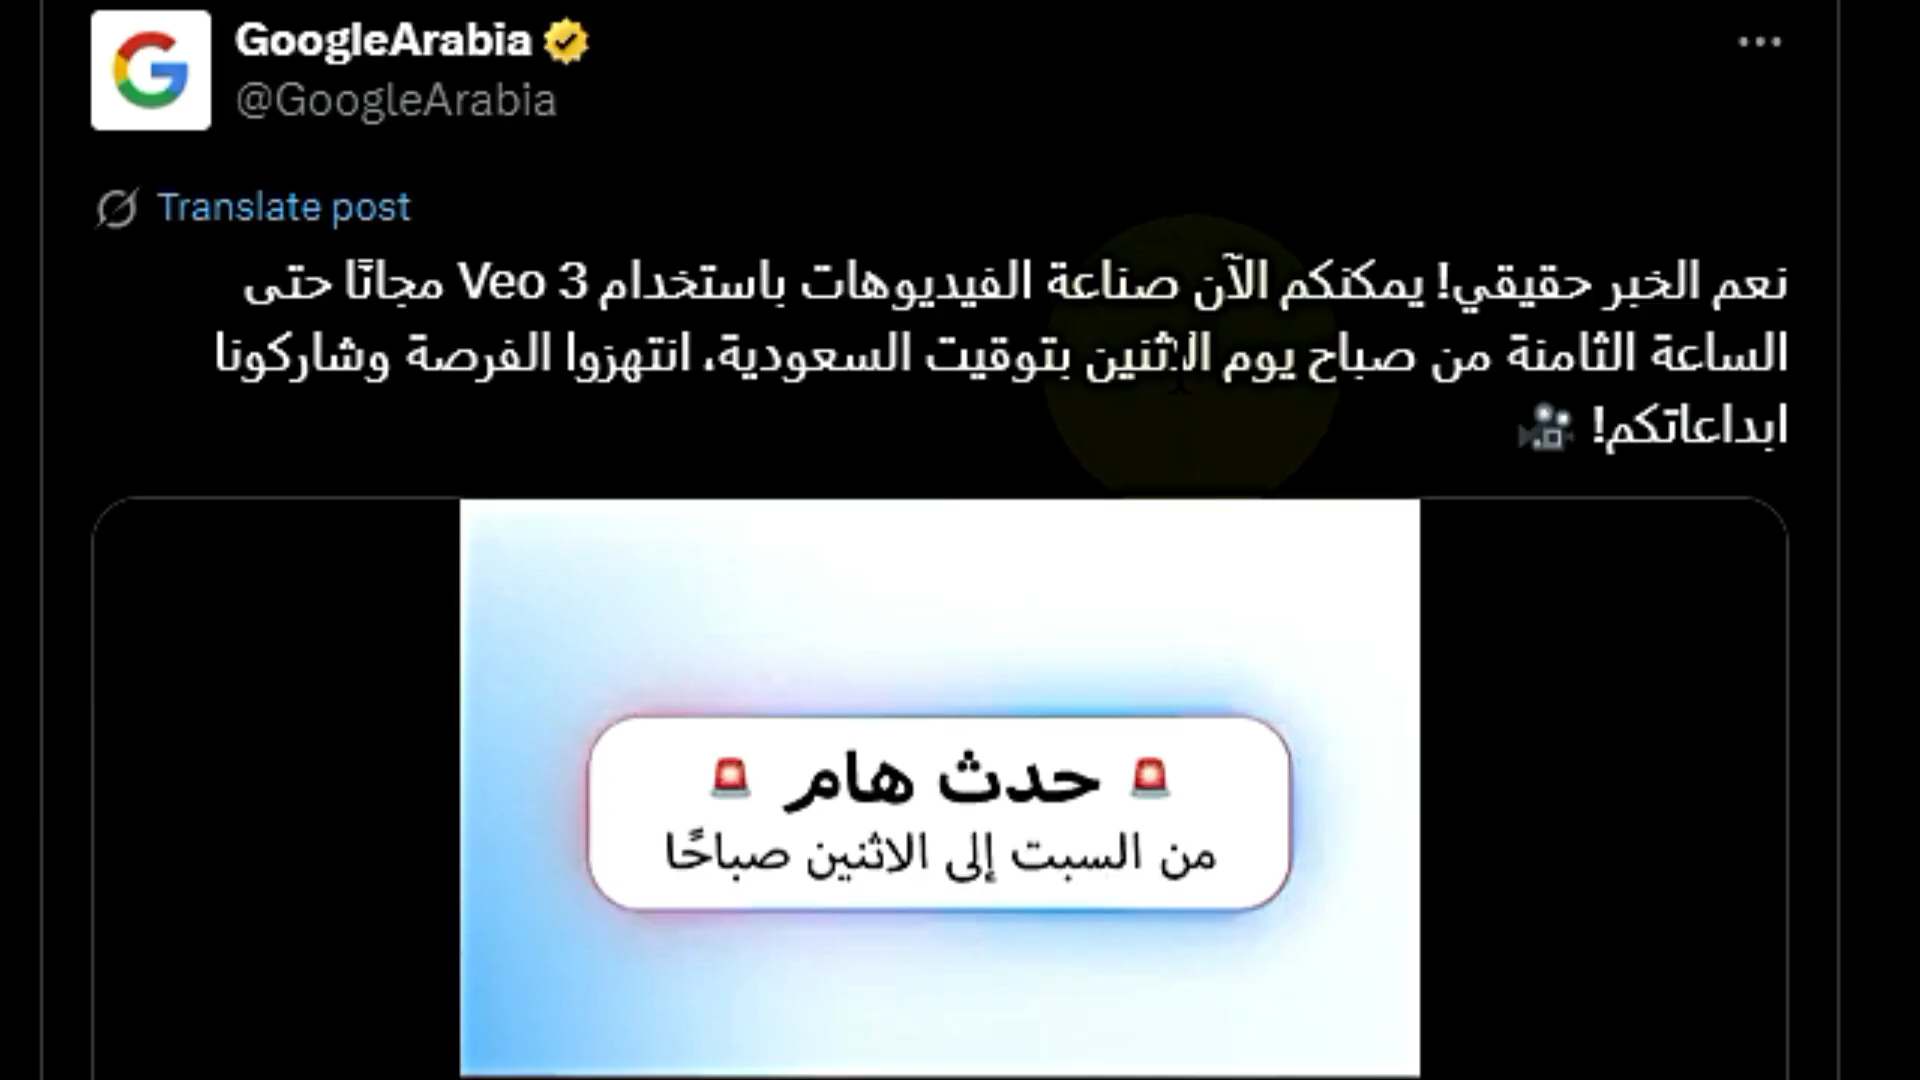 GoogleArabia
@GoogleArabia
Translate post
نعم الخبر حقيقي! يمكنكم الآن صناعة الفيديوهات باستخدام Veo 3 مجانًا حتى
الساعة الثامنة من صباح يوم الاثنين بتوقيت السعودية، انتهزوا الفرصة وشاركونا
ابداعاتكم! 🎥
🚨 حدث هام 🚨
من السبت إلى الاثنين صباحًا